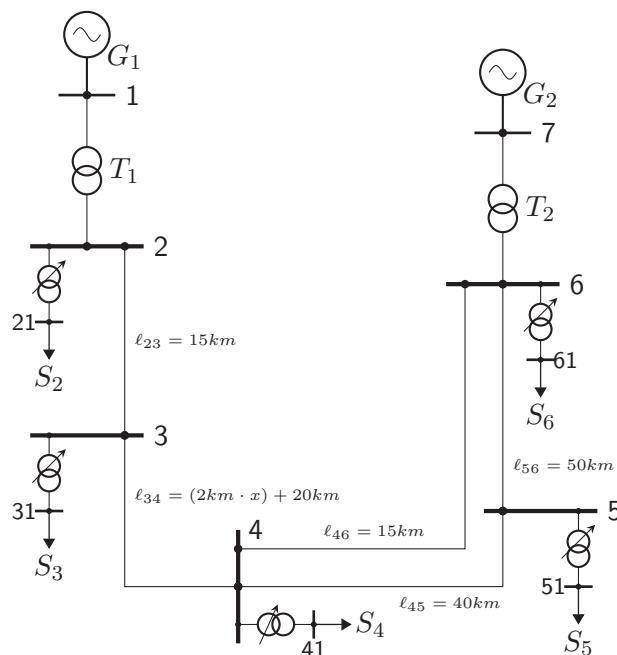 G₁
1
T₁
2
21
S₂
ℓ₂₃ = 15km
3
31
S₃
ℓ₃₄ = (2km · x) + 20km
4
41
S₄
ℓ₄₆ = 15km
ℓ₄₅ = 40km
G₂
7
T₂
6
61
S₆
ℓ₅₆ = 50km
5
51
S₅